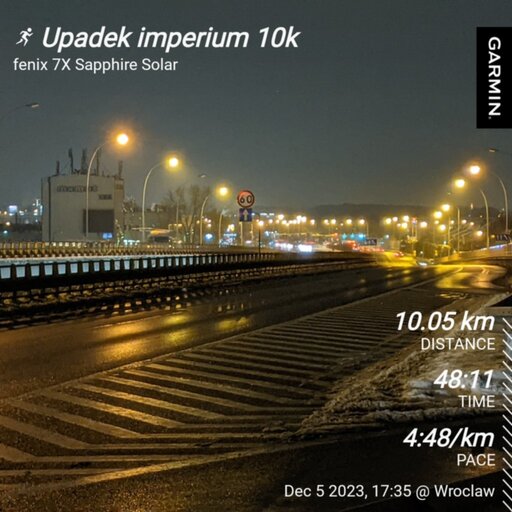 Upadek imperium 10k
fenix 7X Sapphire Solar
GARMIN
60
10.05 km
DISTANCE
48:11
TIME
4:48/km
PACE
Dec 5 2023, 17:35 @ Wroclaw